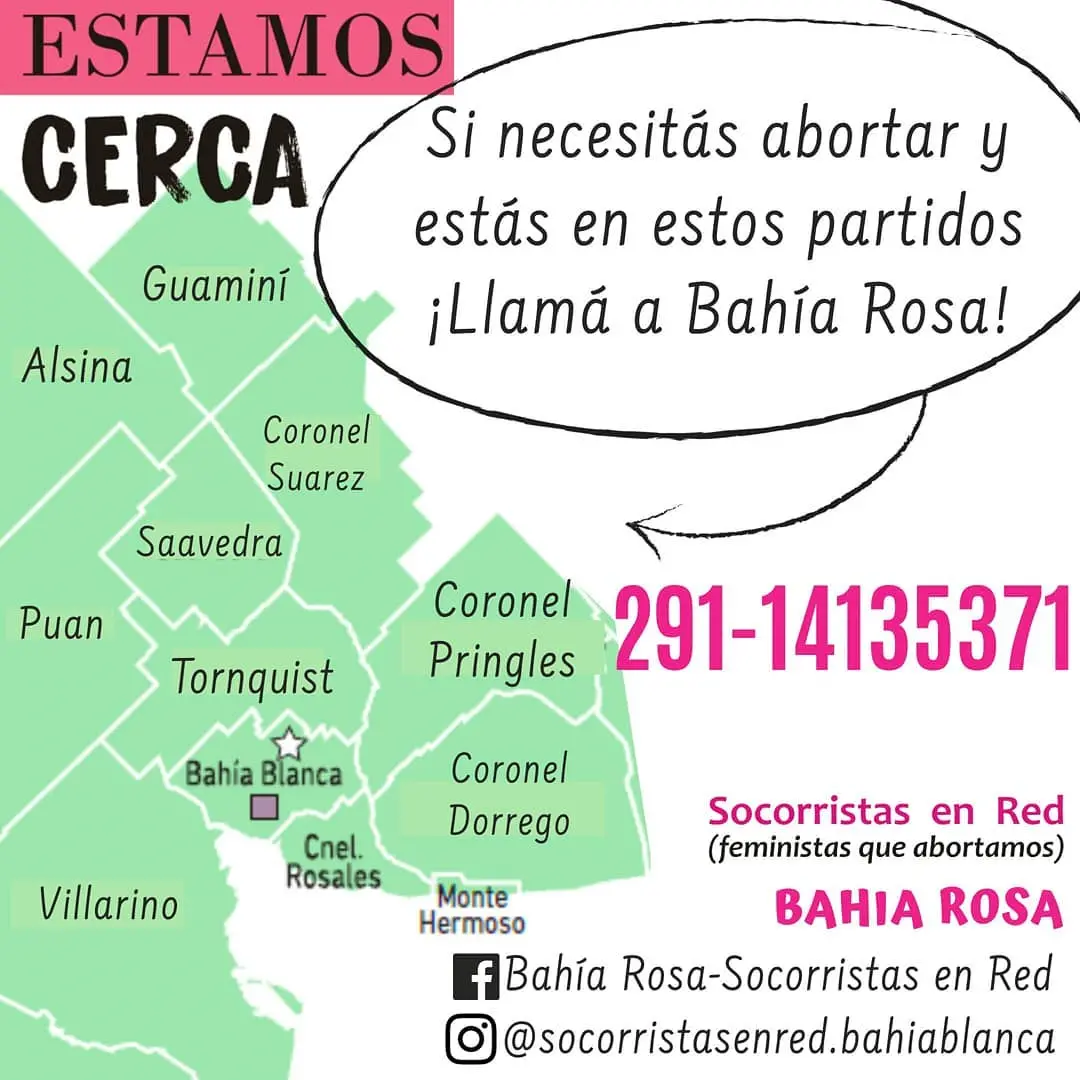 ESTAMOS
CERCA
Si necesitás abortar y
estás en estos partidos
¡Llamá a Bahía Rosa!
Guaminí
Alsina
Coronel
Suarez
Saavedra
Puan
Coronel
Pringles
291-14135371
Tornquist
Bahía Blanca
Coronel
Dorrego
Cnel.
Rosales
Villarino
Monte
Hermoso
Socorristas en Red
(feministas que abortamos)
BAHIA ROSA
Bahía Rosa-Socorristas en Red
@socorristasenred.bahiablanca